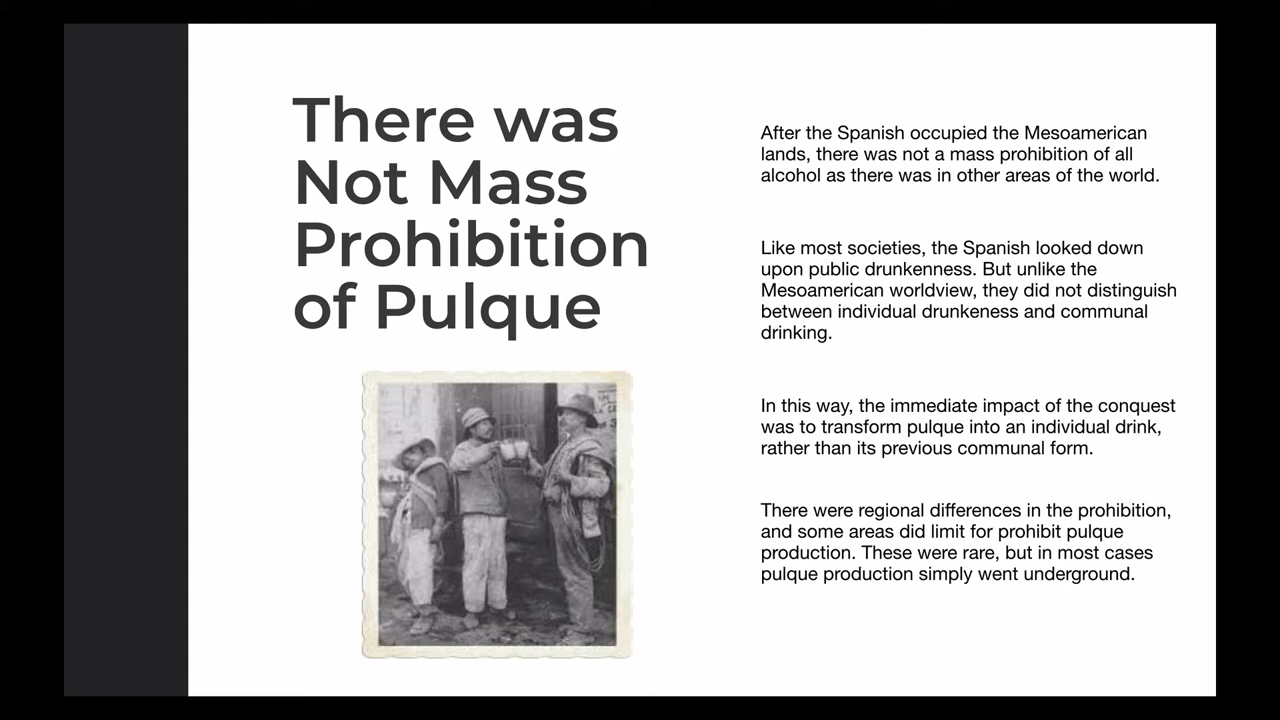 There was
Not Mass
Prohibition
of Pulque
After the Spanish occupied the Mesoamerican
lands, there was not a mass prohibition of all
alcohol as there was in other areas of the world.
Like most societies, the Spanish looked down
upon public drunkenness. But unlike the
Mesoamerican worldview, they did not distinguish
between individual drunkeness and communal
drinking.
In this way, the immediate impact of the conquest
was to transform pulque into an individual drink,
rather than its previous communal form.
There were regional differences in the prohibition,
and some areas did limit for prohibit pulque
production. These were rare, but in most cases
pulque production simply went underground.